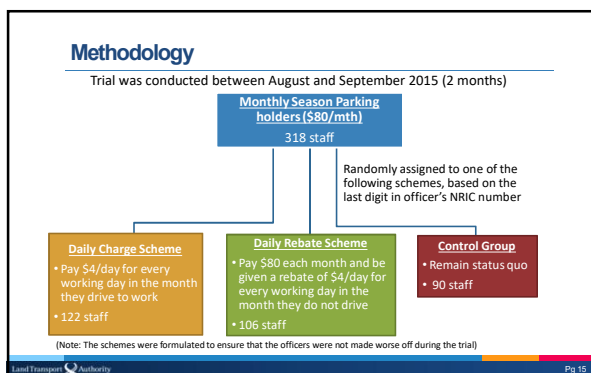 Methodology
Trial was conducted between August and September 2015 (2 months)
Monthly Season Parking
holders ($80/mth)
318 staff
Randomly assigned to one of the
following schemes, based on the
last digit in officer's NRIC number
Daily Charge Scheme
• Pay $4/day for every
working day in the month
they drive to work
• 122 staff
Daily Rebate Scheme
• Pay $80 each month and be
given a rebate of $4/day for
every working day in the
month they do not drive
• 106 staff
Control Group
• Remain status quo
• 90 staff
(Note: The schemes were formulated to ensure that the officers were not made worse off during the trial)
Land Transport Authority
Pg 15